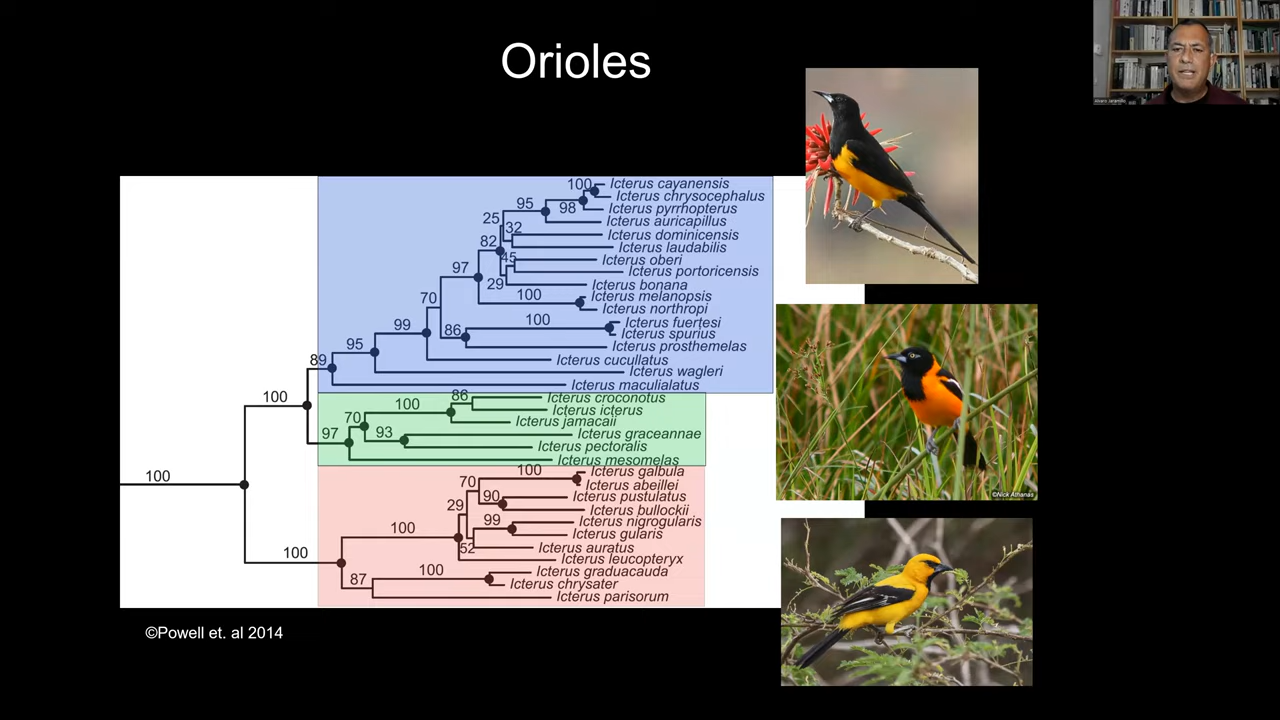 Orioles
100
Icterus cayanensis
Icterus chrysocephalus
98
Icterus pyrrhopterus
95
Icterus auricapillus
25
32
Icterus dominicensis
Icterus laudabilis
82
45
Icterus oberi
Icterus portoricensis
29
Icterus bonana
97
100
Icterus melanopsis
Icterus northropi
70
100
Icterus fuertesi
Icterus spurius
86
Icterus prosthemelas
99
Icterus cucullatus
95
Icterus wagleri
89
Icterus maculialatus
100
86
Icterus croconotus
Icterus icterus
100
Icterus jamacaii
70
93
Icterus graceannae
Icterus pectoralis
97
Icterus mesomelas
100
100
Icterus galbula
Icterus abeillei
70
90
Icterus pustulatus
Icterus bullockii
29
99
Icterus nigrogularis
Icterus gularis
52
Icterus auratus
Icterus leucopteryx
100
100
100
Icterus graduacauda
Icterus chrysater
87
Icterus parisorum
©Nick Athanas
©Powell et. al 2014